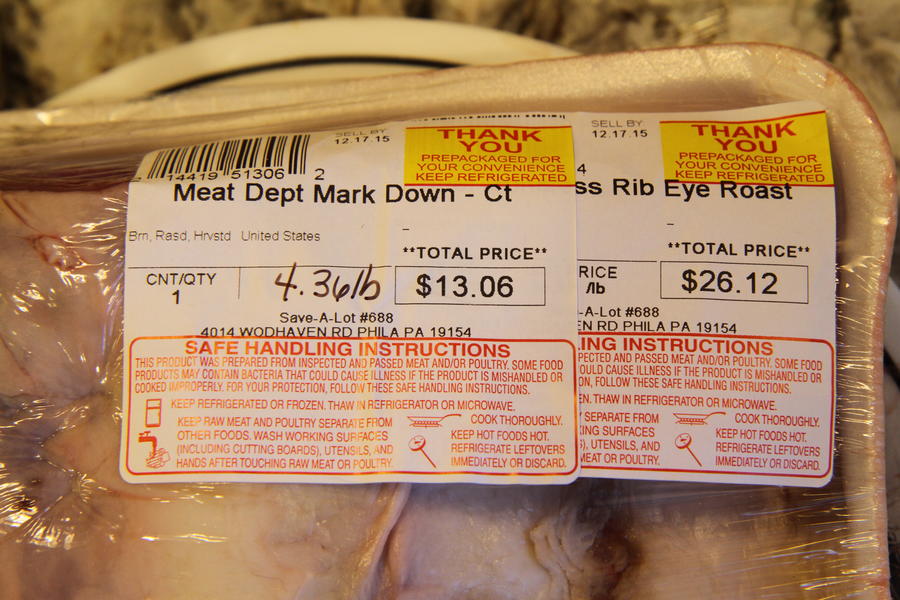 SELL BY
12.17.15
THANK
YOU
PREPACKAGED FOR
YOUR CONVENIENCE
KEEP REFRIGERATED
14419 51306 2
Meat Dept Mark Down - Ct
Brn, Rasd, Hrvstd United States
**TOTAL PRICE**
CNT/QTY
1
4.36lb
$13.06
Save-A-Lot #688
4014 WODHAVEN RD PHILA PA 19154
SAFE HANDLING INSTRUCTIONS
THIS PRODUCT WAS PREPARED FROM INSPECTED AND PASSED MEAT AND/OR POULTRY. SOME FOOD
PRODUCTS MAY CONTAIN BACTERIA THAT COULD CAUSE ILLNESS IF THE PRODUCT IS MISHANDLED OR
COOKED IMPROPERLY. FOR YOUR PROTECTION, FOLLOW THESE SAFE HANDLING INSTRUCTIONS.
KEEP REFRIGERATED OR FROZEN. THAW IN REFRIGERATOR OR MICROWAVE.
KEEP RAW MEAT AND POULTRY SEPARATE FROM
OTHER FOODS. WASH WORKING SURFACES
(INCLUDING CUTTING BOARDS), UTENSILS, AND
HANDS AFTER TOUCHING RAW MEAT OR POULTRY.
COOK THOROUGHLY.
KEEP HOT FOODS HOT.
REFRIGERATE LEFTOVERS
IMMEDIATELY OR DISCARD.
SELL BY
12.17.15
THANK
YOU
PREPACKAGED FOR
YOUR CONVENIENCE
KEEP REFRIGERATED
4
ss Rib Eye Roast
**TOTAL PRICE**
RICE
/lb
$26.12
-A-Lot #688
EN RD PHILA PA 19154
ING INSTRUCTIONS
PECTED AND PASSED MEAT AND/OR POULTRY. SOME FOOD
OULD CAUSE ILLNESS IF THE PRODUCT IS MISHANDLED OR
ON, FOLLOW THESE SAFE HANDLING INSTRUCTIONS.
EN. THAW IN REFRIGERATOR OR MICROWAVE.
SEPARATE FROM
KING SURFACES
S), UTENSILS, AND
MEAT OR POULTRY.
COOK THOROUGHLY.
KEEP HOT FOODS HOT.
REFRIGERATE LEFTOVERS
IMMEDIATELY OR DISCARD.